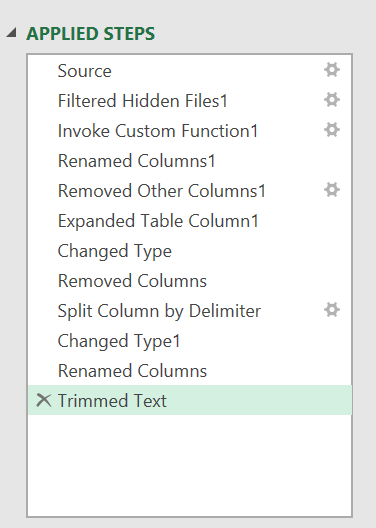 APPLIED STEPS
Source
Filtered Hidden Files1
Invoke Custom Function1
Renamed Columns1
Removed Other Columns1
Expanded Table Column1
Changed Type
Removed Columns
Split Column by Delimiter
Changed Type1
Renamed Columns
Trimmed Text